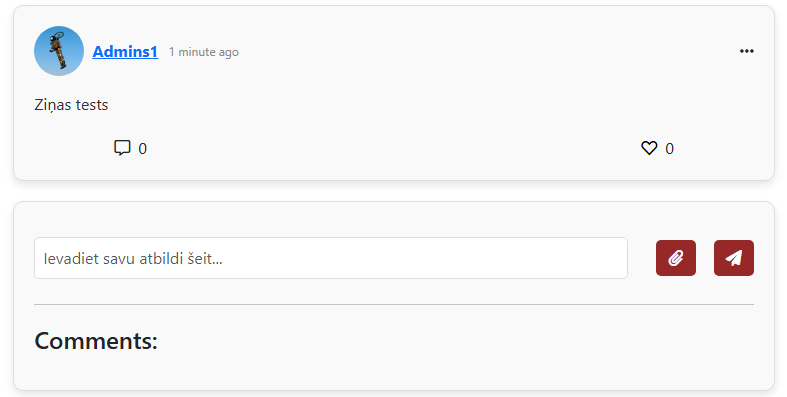 Admins1 1 minute ago
Ziņas tests
0 0
Ievadiet savu atbildi šeit...
Comments: